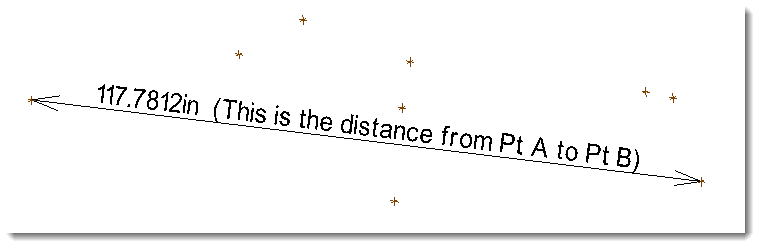 117.7812in (This is the distance from Pt A to Pt B)